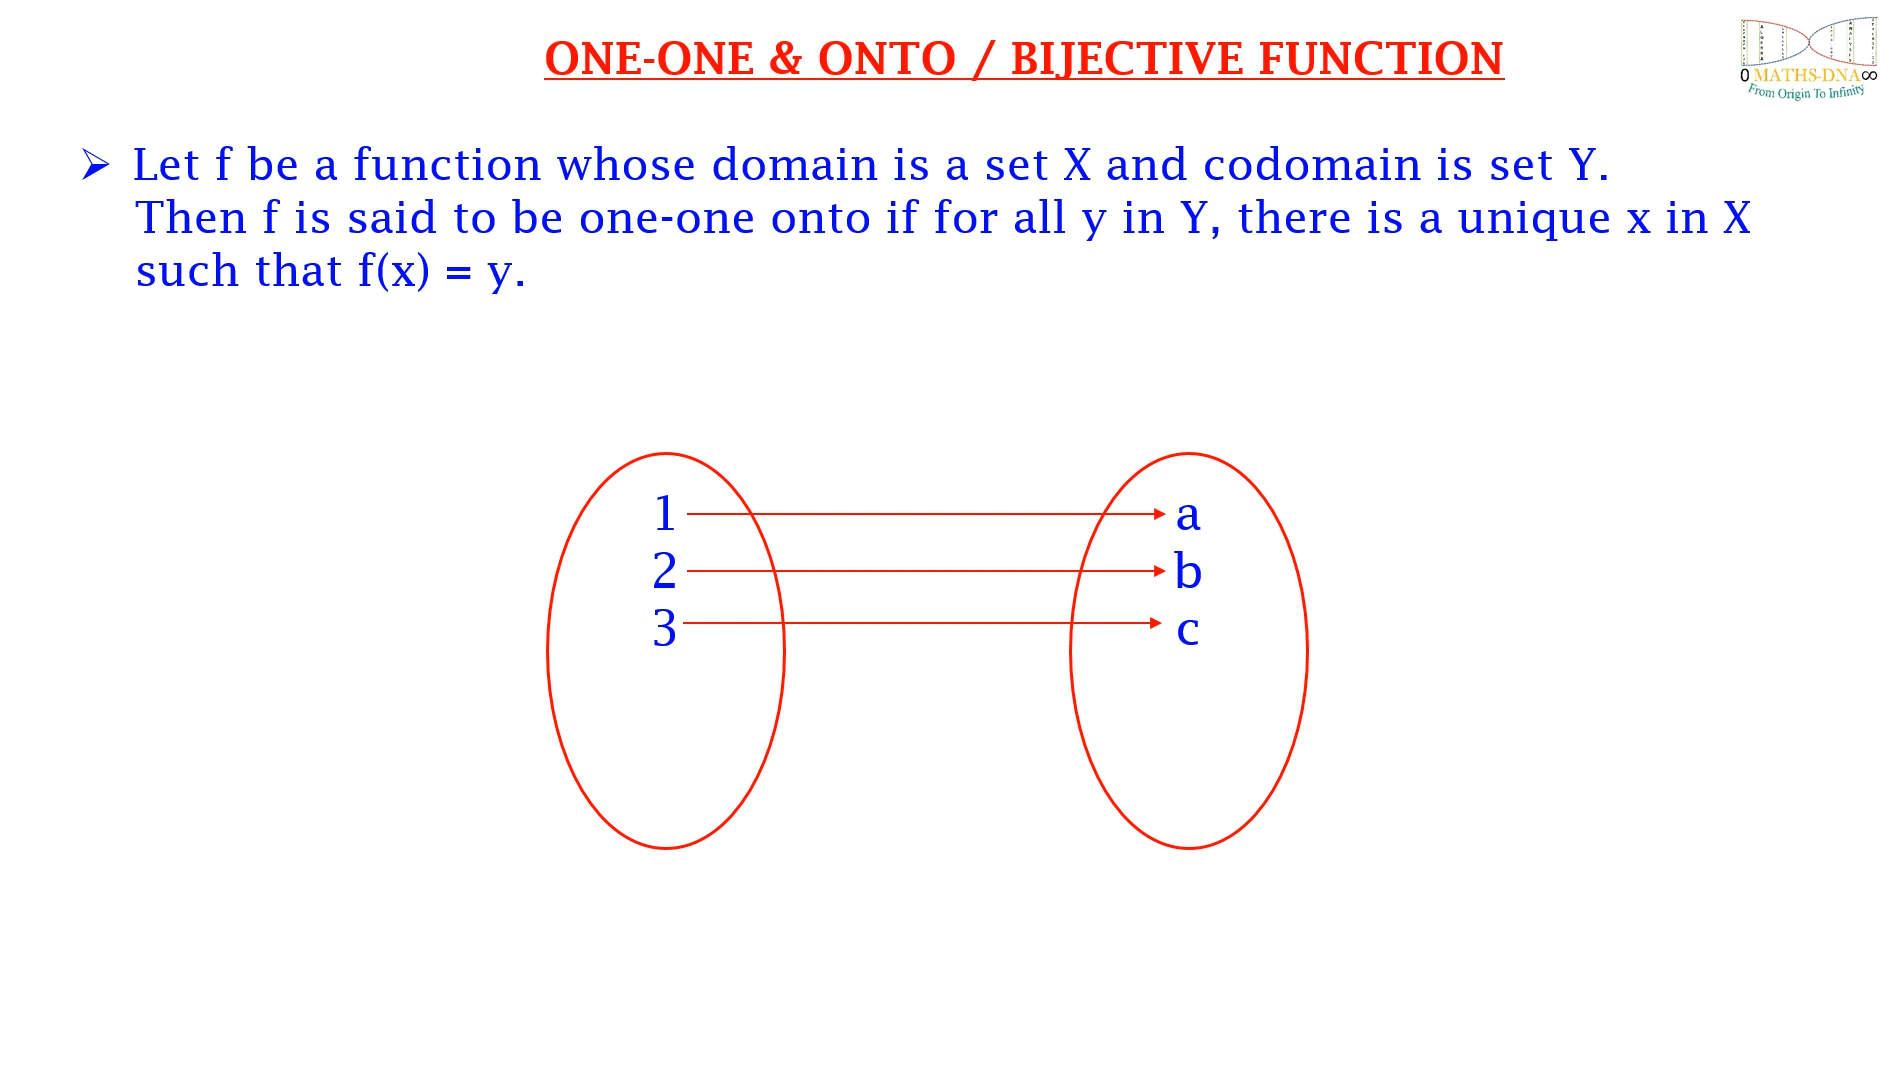 ONE-ONE & ONTO / BIJECTIVE FUNCTION
0 MATHS-DNA∞
From Origin To Infinity
➢ Let f be a function whose domain is a set X and codomain is set Y.
Then f is said to be one-one onto if for all y in Y, there is a unique x in X
such that f(x) = y.
1 a
2 b
3 c